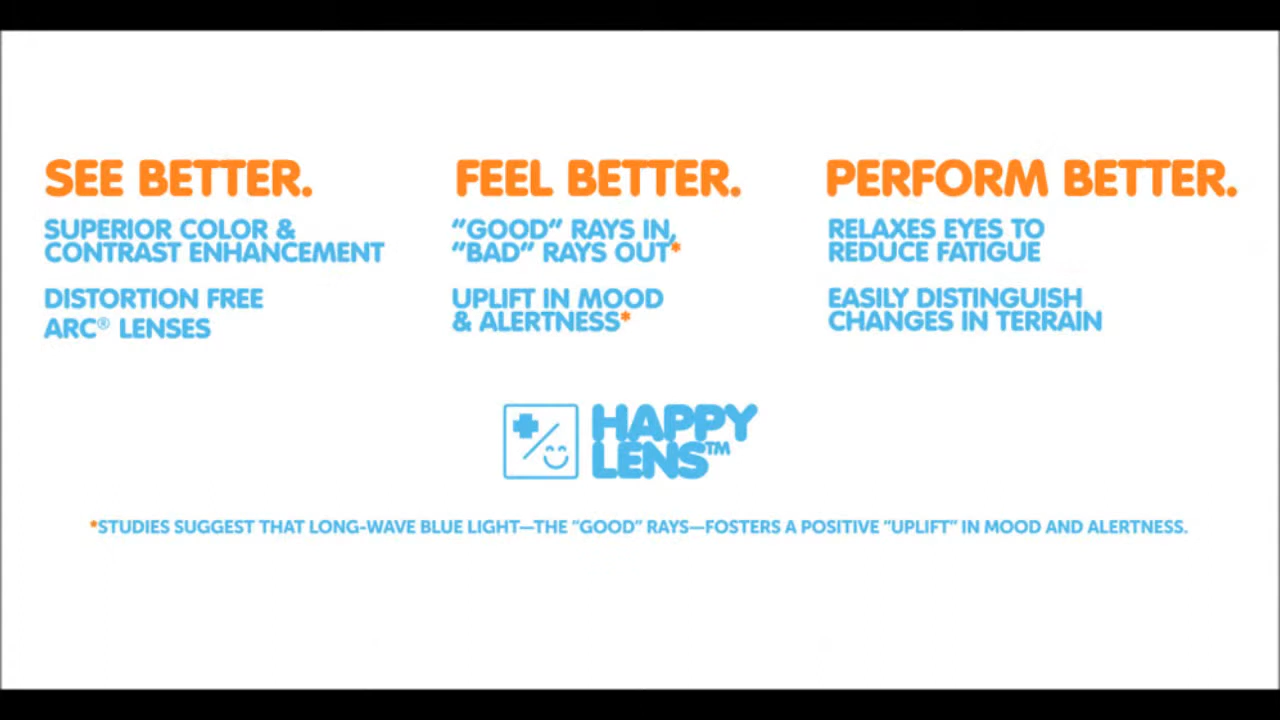 SEE BETTER.
SUPERIOR COLOR &
CONTRAST ENHANCEMENT
DISTORTION FREE
ARC® LENSES
FEEL BETTER.
“GOOD” RAYS IN,
“BAD” RAYS OUT*
UPLIFT IN MOOD
& ALERTNESS*
PERFORM BETTER.
RELAXES EYES TO
REDUCE FATIGUE
EASILY DISTINGUISH
CHANGES IN TERRAIN
HAPPY
LENS™
*STUDIES SUGGEST THAT LONG-WAVE BLUE LIGHT—THE “GOOD” RAYS—FOSTERS A POSITIVE “UPLIFT” IN MOOD AND ALERTNESS.